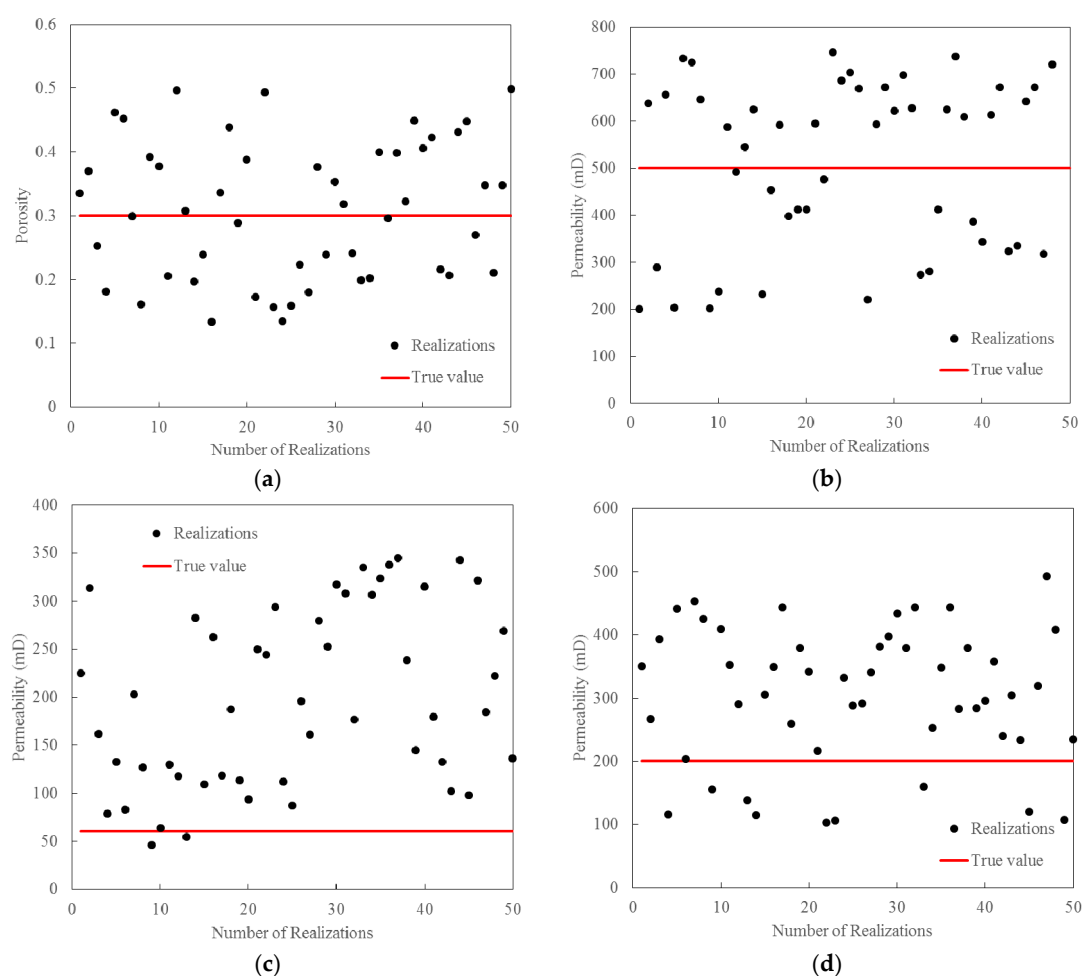 0.6
0.5
0.4
0.3
0.2
0.1
0
Porosity
Realizations
True value
0 10 20 30 40 50
Number of Realizations
(a)
800
700
600
500
400
300
200
100
0
Permeability (mD)
Realizations
True value
0 10 20 30 40 50
Number of Realizations
(b)
400
350
300
250
200
150
100
50
0
Permeability (mD)
Realizations
True value
0 10 20 30 40 50
Number of Realizations
(c)
600
500
400
300
200
100
0
Permeability (mD)
Realizations
True value
0 10 20 30 40 50
Number of Realizations
(d)